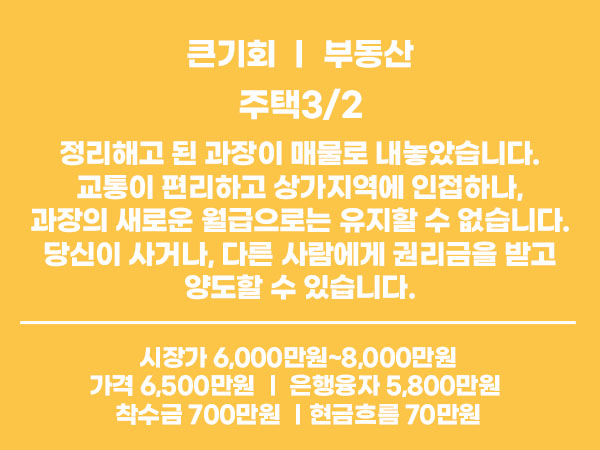 큰기회 | 부동산
주택3/2
정리해고 된 과장이 매물로 내놓았습니다.
교통이 편리하고 상가지역에 인접하나,
과장의 새로운 월급으로는 유지할 수 없습니다.
당신이 사거나, 다른 사람에게 권리금을 받고
양도할 수 있습니다.
시장가 6,000만원~8,000만원
가격 6,500만원 | 은행융자 5,800만원
착수금 700만원 | 현금흐름 70만원